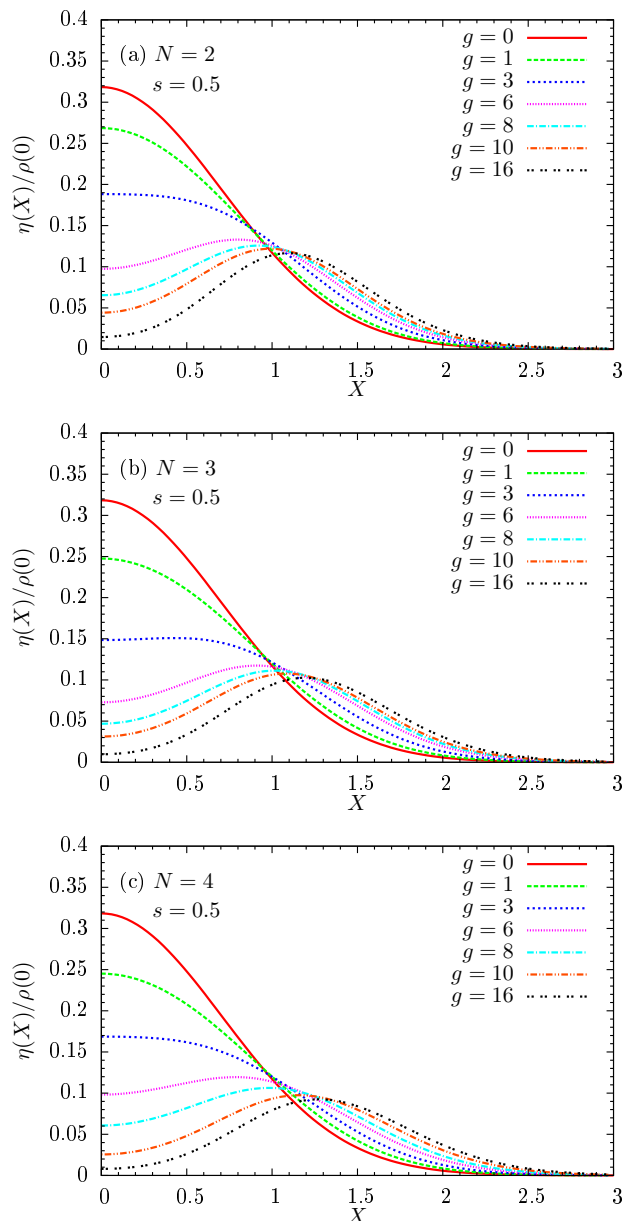 0.4
(a) N = 2
s = 0.5
g = 0
g = 1
g = 3
g = 6
g = 8
g = 10
g = 16
0.35
0.3
0.25
0.2
0.15
0.1
0.05
0
η(X)/ρ(0)
0 0.5 1 1.5 2 2.5 3
X
0.4
(b) N = 3
s = 0.5
g = 0
g = 1
g = 3
g = 6
g = 8
g = 10
g = 16
0.35
0.3
0.25
0.2
0.15
0.1
0.05
0
η(X)/ρ(0)
0 0.5 1 1.5 2 2.5 3
X
0.4
(c) N = 4
s = 0.5
g = 0
g = 1
g = 3
g = 6
g = 8
g = 10
g = 16
0.35
0.3
0.25
0.2
0.15
0.1
0.05
0
η(X)/ρ(0)
0 0.5 1 1.5 2 2.5 3
X